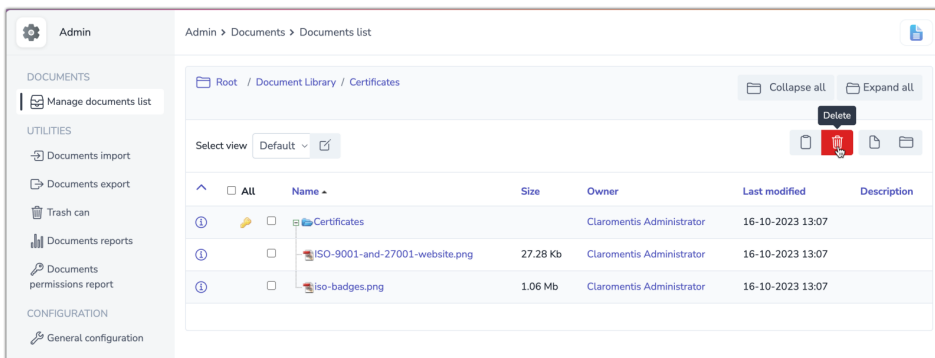 Admin
Admin > Documents > Documents list
DOCUMENTS
Manage documents list
UTILITIES
Documents import
Documents export
Trash can
Documents reports
Documents
permissions report
CONFIGURATION
General configuration
Root / Document Library / Certificates
Collapse all
Expand all
Delete
Select view Default
All Name Size Owner Last modified Description
Certificates Claromentis Administrator 16-10-2023 13:07
ISO-9001-and-27001-website.png 27.28 Kb Claromentis Administrator 16-10-2023 13:07
iso-badges.png 1.06 Mb Claromentis Administrator 16-10-2023 13:07